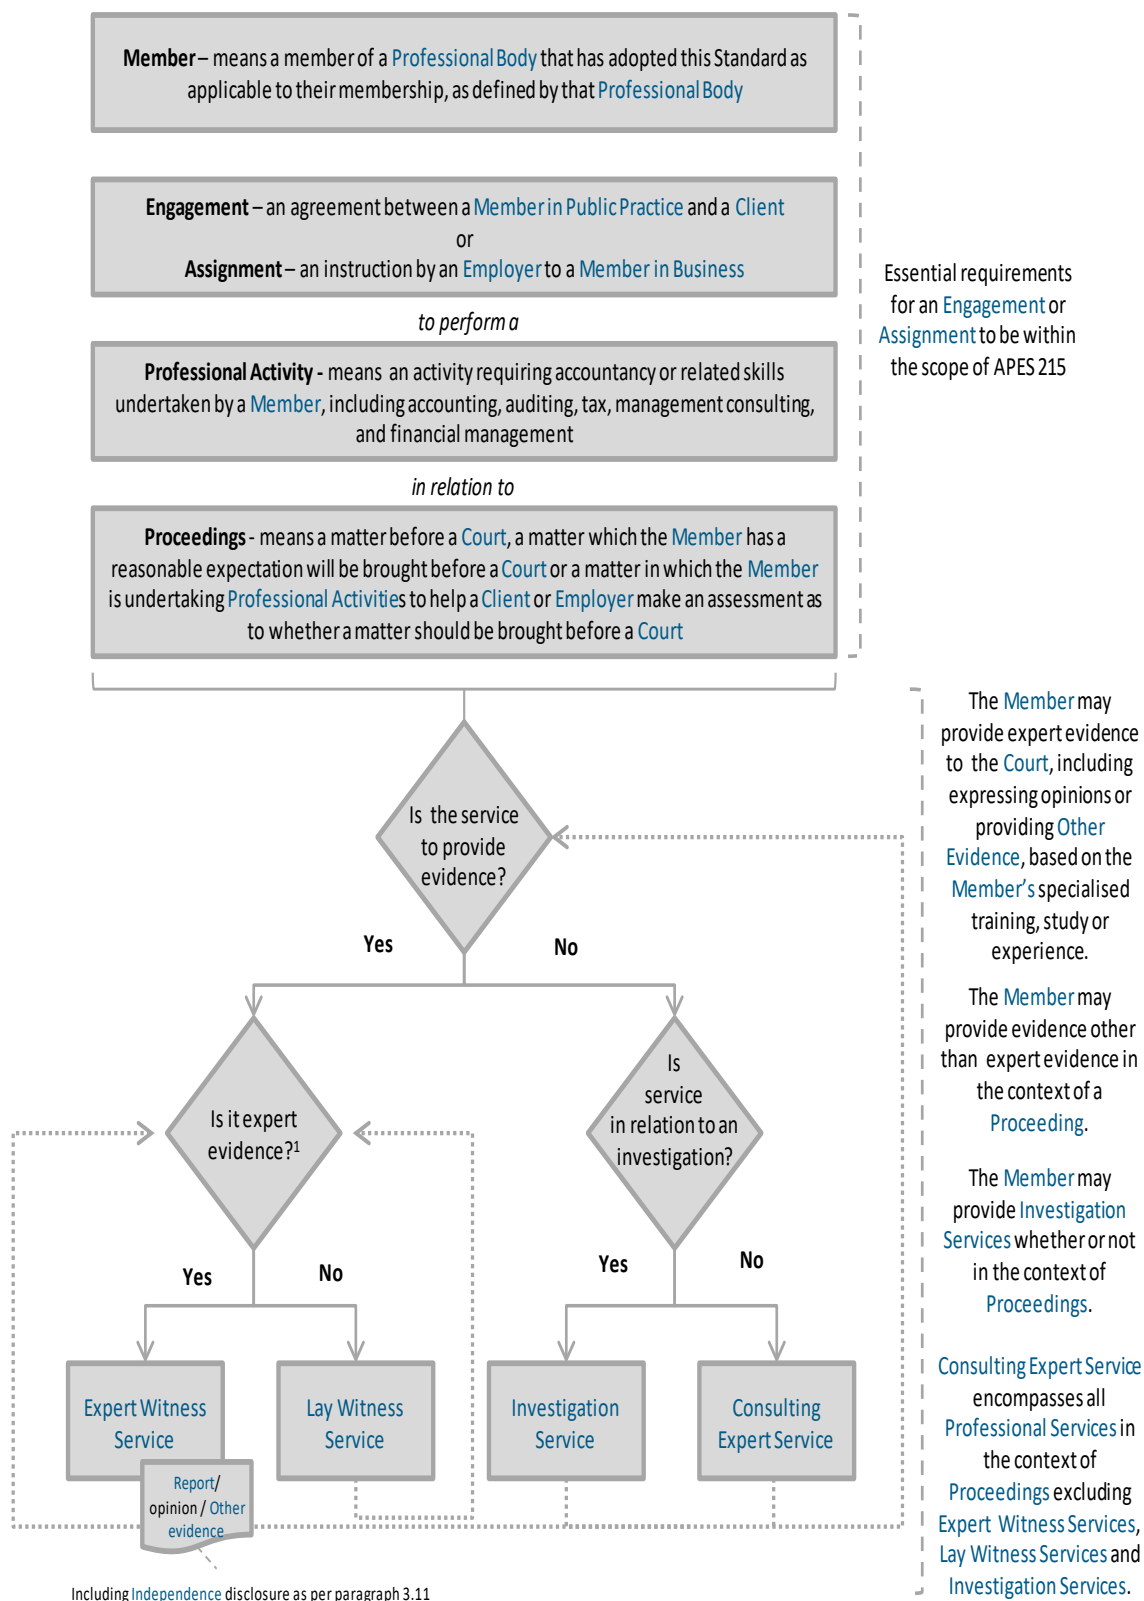 Member – means a member of a Professional Body that has adopted this Standard as
applicable to their membership, as defined by that Professional Body
Engagement – an agreement between a Member in Public Practice and a Client
or
Assignment – an instruction by an Employer to a Member in Business
to perform a
Professional Activity - means an activity requiring accountancy or related skills
undertaken by a Member, including accounting, auditing, tax, management consulting,
and financial management
in relation to
Proceedings - means a matter before a Court, a matter which the Member has a
reasonable expectation will be brought before a Court or a matter in which the Member
is undertaking Professional Activities to help a Client or Employer make an assessment as
to whether a matter should be brought before a Court
Essential requirements
for an Engagement or
Assignment to be within
the scope of APES 215
Is the service
to provide
evidence?
Yes
No
Is it expert
evidence?¹
Is
service
in relation to an
investigation?
Yes
No
Yes
No
Expert Witness
Service
Lay Witness
Service
Investigation
Service
Consulting
Expert Service
Report/
opinion / Other
evidence
Including Independence disclosure as per paragraph 3.11
The Member may
provide expert evidence
to the Court, including
expressing opinions or
providing Other
Evidence, based on the
Member's specialised
training, study or
experience.
The Member may
provide evidence other
than expert evidence in
the context of a
Proceeding.
The Member may
provide Investigation
Services whether or not
in the context of
Proceedings.
Consulting Expert Service
encompasses all
Professional Services in
the context of
Proceedings excluding
Expert Witness Services,
Lay Witness Services and
Investigation Services.